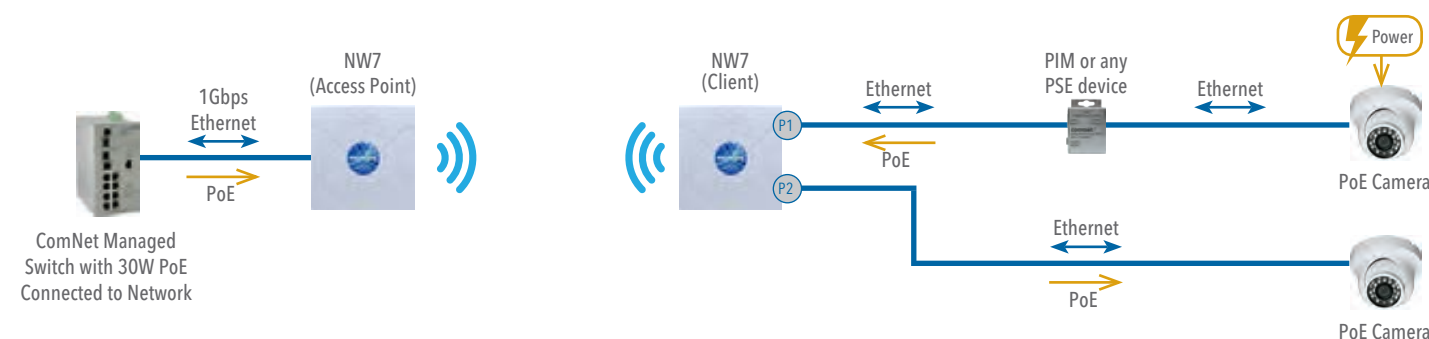 1Gbps
Ethernet
PoE
ComNet Managed
Switch with 30W PoE
Connected to Network
NW7
(Access Point)
NW7
(Client)
P1
P2
Ethernet
PoE
PIM or any
PSE device
Ethernet
Power
PoE Camera
Ethernet
PoE
PoE Camera